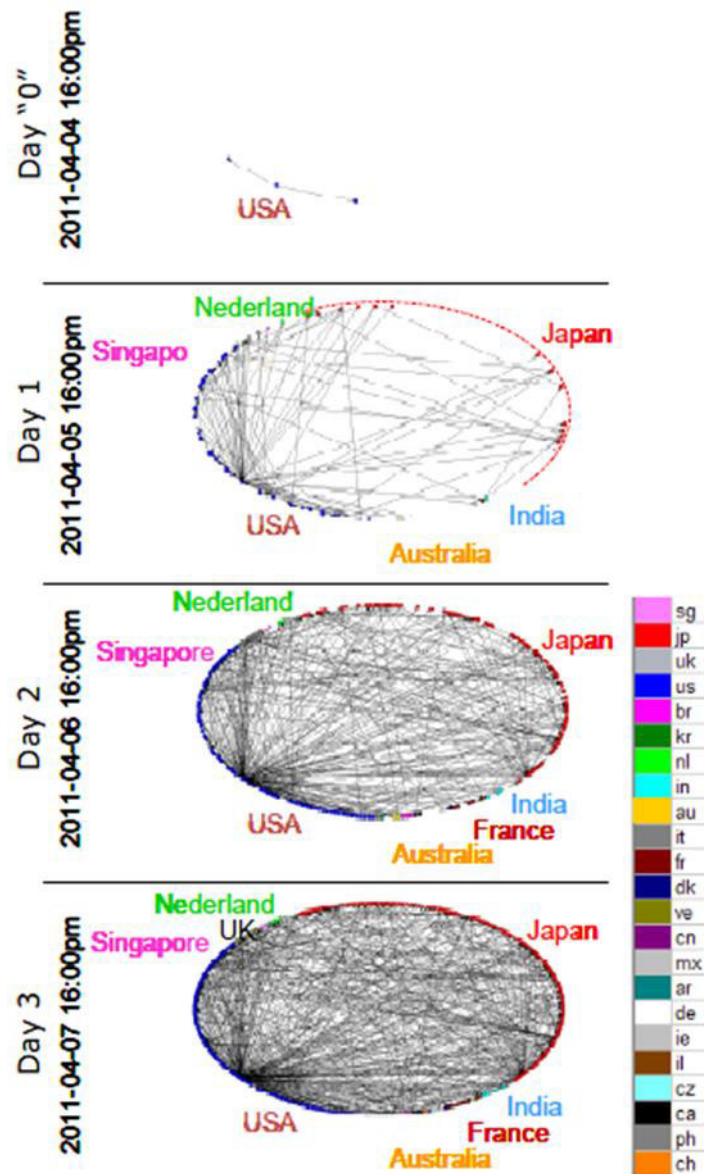 Day "0"
2011-04-04 16:00pm
USA
Day 1
2011-04-05 16:00pm
Nederland
Singapo
Japan
USA
India
Australia
Day 2
2011-04-06 16:00pm
Nederland
Singapore
Japan
USA
India
France
Australia
Day 3
2011-04-07 16:00pm
Nederland
UK
Singapore
Japan
USA
India
France
Australia
sg
jp
uk
us
br
kr
nl
in
au
it
fr
dk
ve
cn
mx
ar
de
ie
il
cz
ca
ph
ch